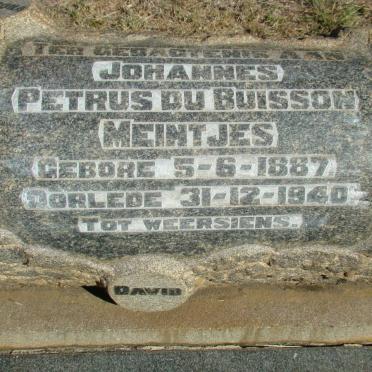 TER GEDAGTENIS AAN
JOHANNES
PETRUS DU BUISSON
MEINTJES
GEBORE 5-6-1887
OORLEDE 31-12-1940
TOT WEERSIENS.
DAVID